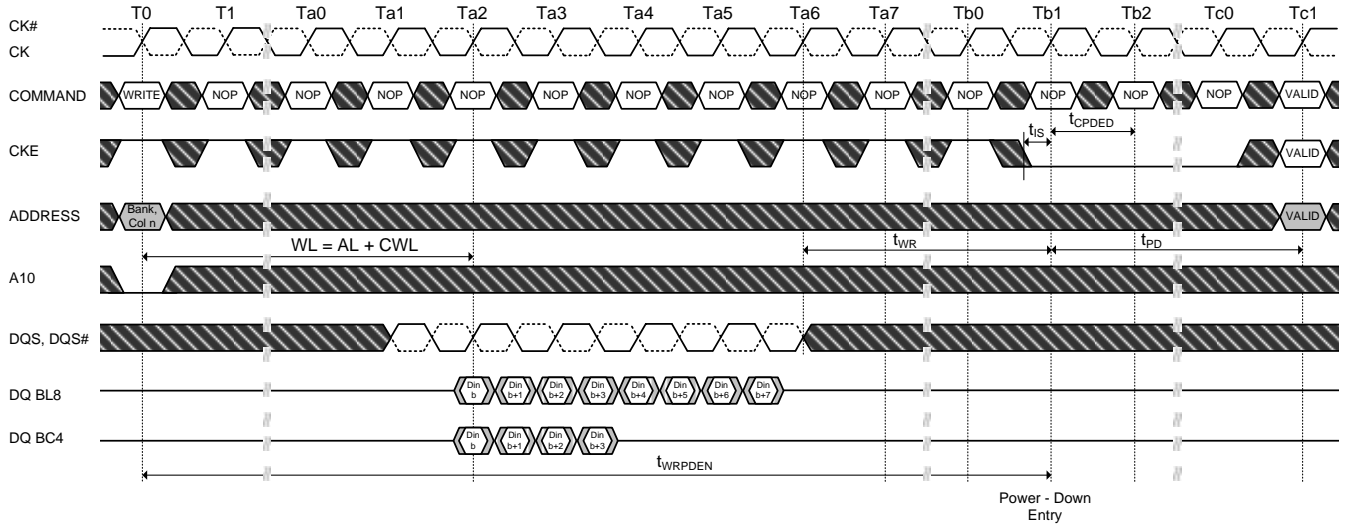 T0 T1 Ta0 Ta1 Ta2 Ta3 Ta4 Ta5 Ta6 Ta7 Tb0 Tb1 Tb2 Tc0 Tc1
CK#
CK
COMMAND WRITE NOP NOP NOP NOP NOP NOP NOP NOP NOP NOP NOP NOP NOP VALID
tIS tCPDED
CKE VALID
ADDRESS Bank, Col n VALID
WL = AL + CWL tWR tPD
A10
DQS, DQS#
DQ BL8 Din b Din b+1 Din b+2 Din b+3 Din b+4 Din b+5 Din b+6 Din b+7
DQ BC4 Din b Din b+1 Din b+2 Din b+3
tWRPDEN
Power - Down
Entry